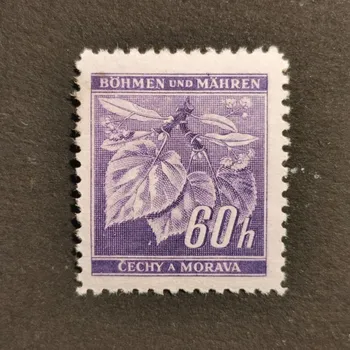 BÖHMEN UND MÄHREN
60h
ČECHY A MORAVA